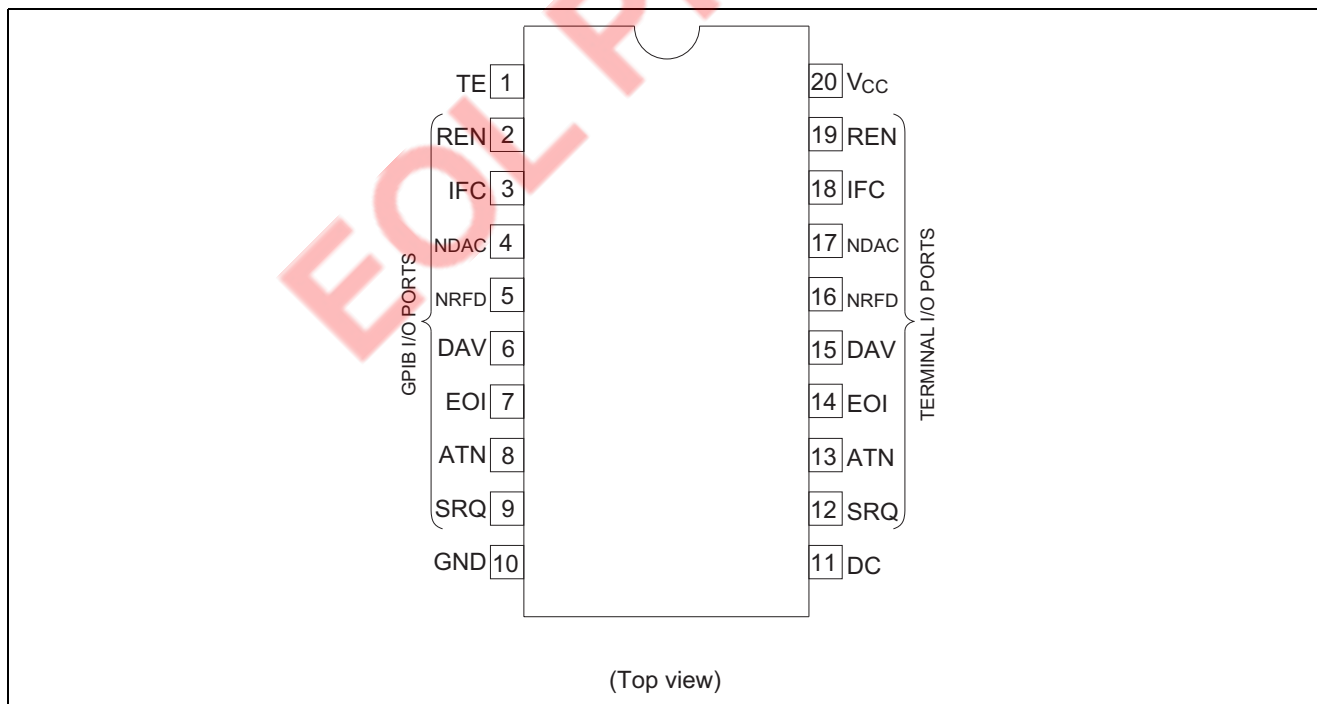 EOL P
TE 1
REN 2
IFC 3
NDAC 4
NRFD 5
DAV 6
EOI 7
ATN 8
SRQ 9
GND 10
GPIB I/O PORTS
20 VCC
19 REN
18 IFC
17 NDAC
16 NRFD
15 DAV
14 EOI
13 ATN
12 SRQ
11 DC
TERMINAL I/O PORTS
(Top view)